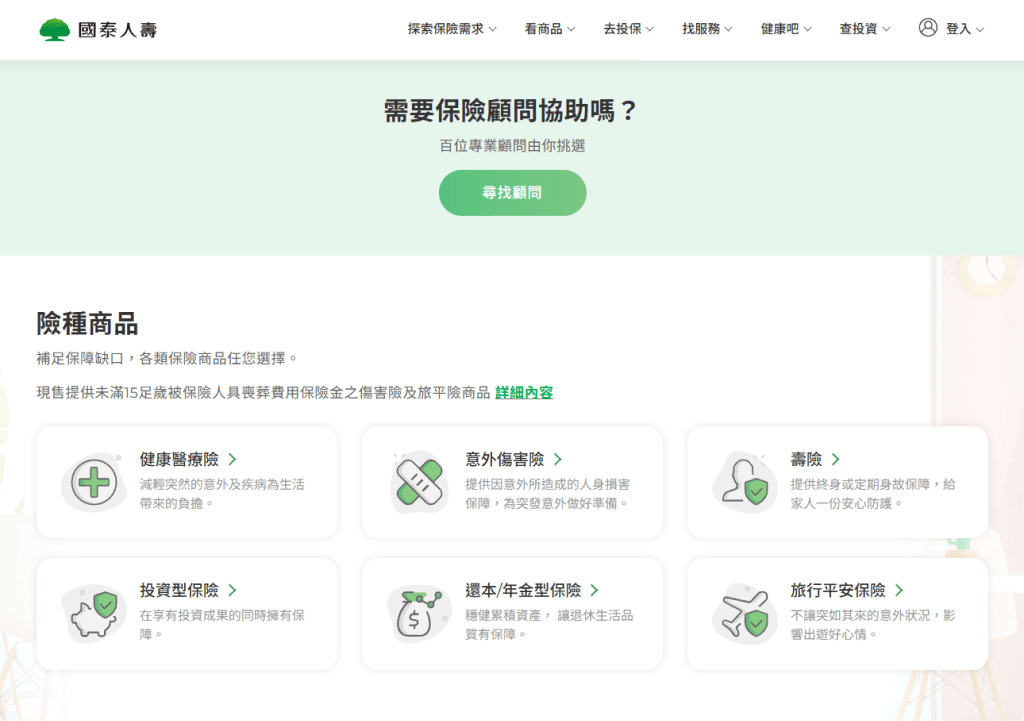 國泰人壽
探索保險需求
看商品
去投保
找服務
健康吧
查投資
登入
需要保險顧問協助嗎？
百位專業顧問由你挑選
尋找顧問
險種商品
補足保障缺口，各類保險商品任您選擇。
現售提供未滿15足歲被保險人具喪葬費用保險金之傷害險及旅平險商品 詳細內容
健康醫療險
減輕突然的意外及疾病為生活
帶來的負擔。
意外傷害險
提供因意外所造成的人身損害
保障，為突發意外做好準備。
壽險
提供終身或定期身故保障，給
家人一份安心防護。
投資型保險
在享有投資成果的同時擁有保
障。
還本/年金型保險
穩健累積資產， 讓退休生活品
質有保障。
旅行平安保險
不讓突如其來的意外狀況，影
響出遊好心情。